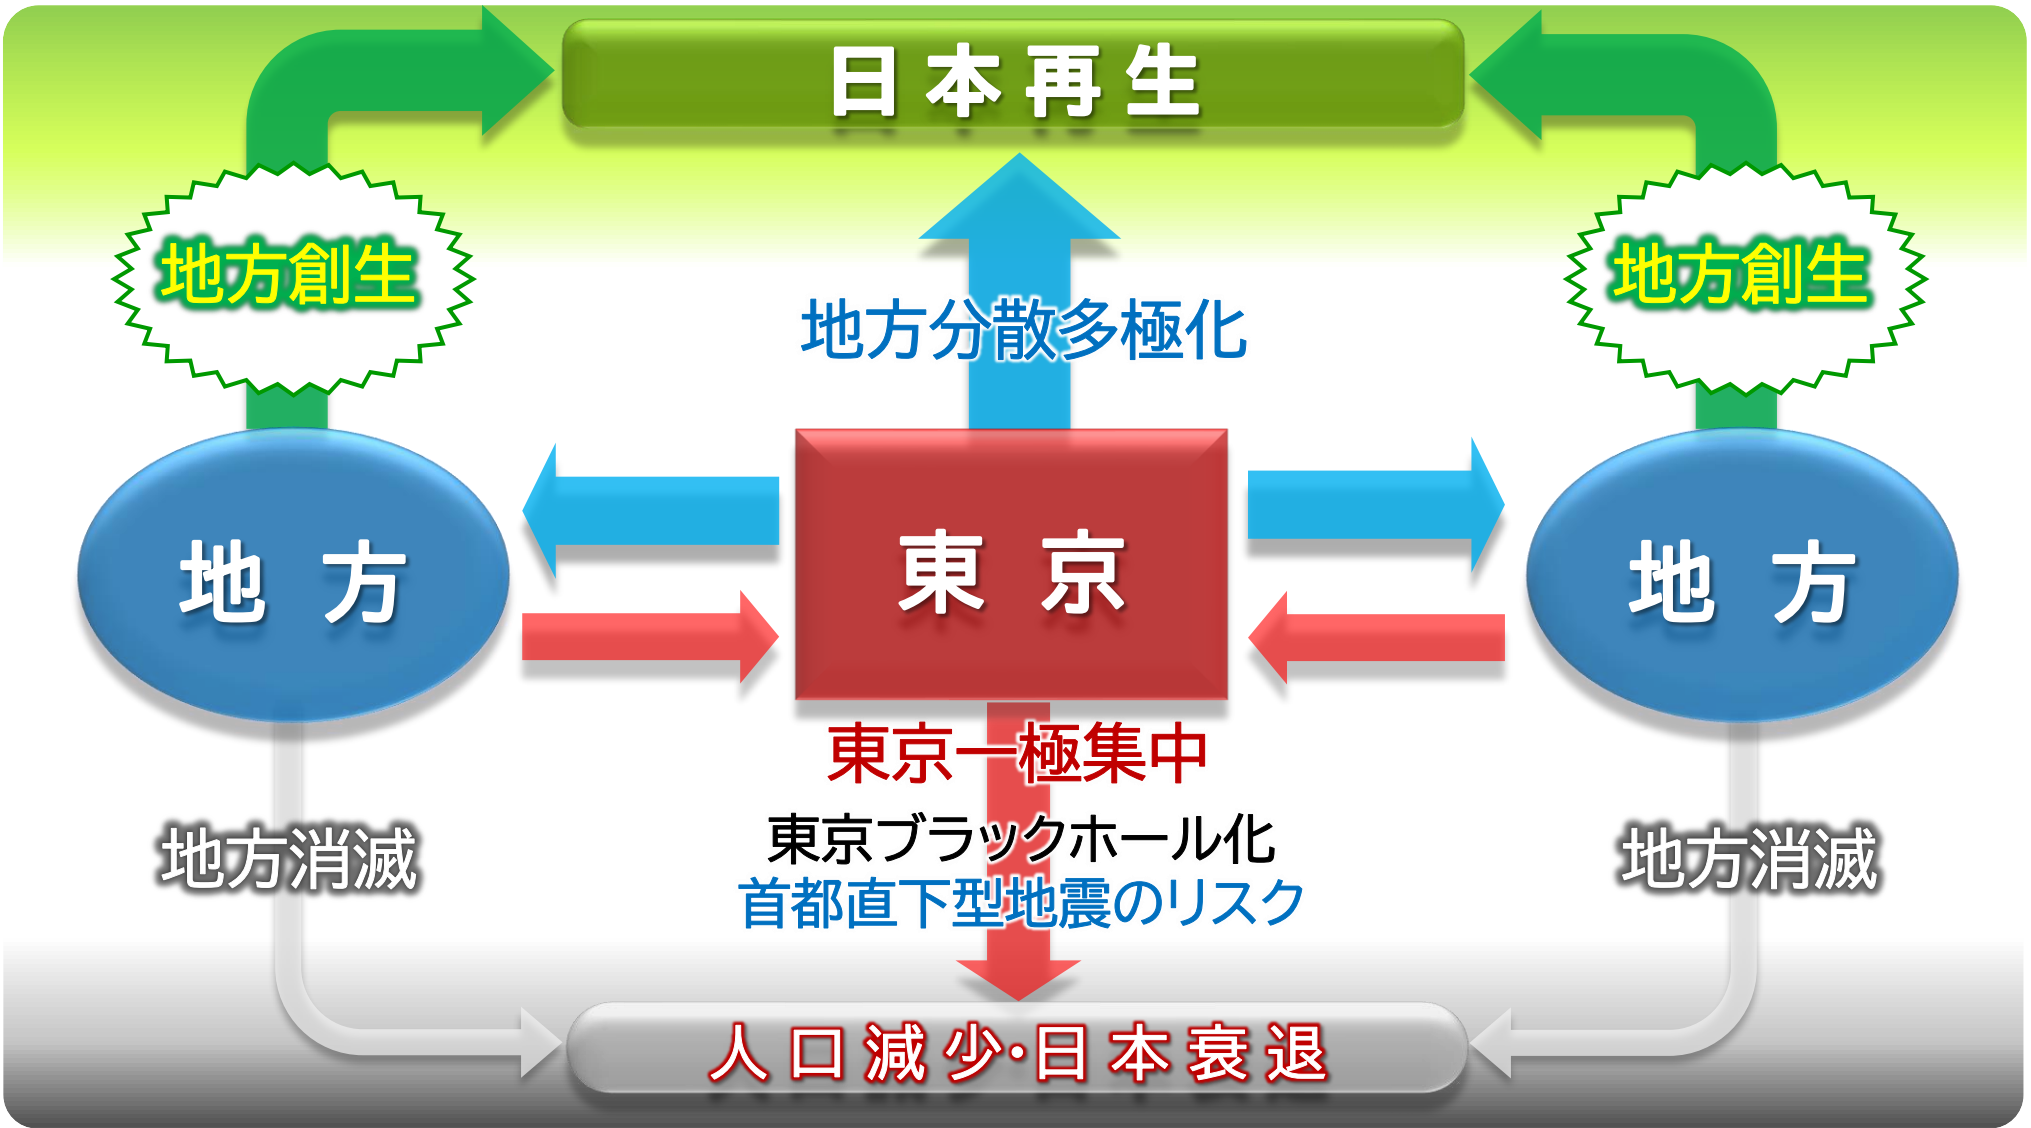 日本再生
地方創生
地方創生
地方分散多極化
地方
東京
地方
東京一極集中
東京ブラックホール化
首都直下型地震のリスク
地方消滅
地方消滅
人口減少・日本衰退